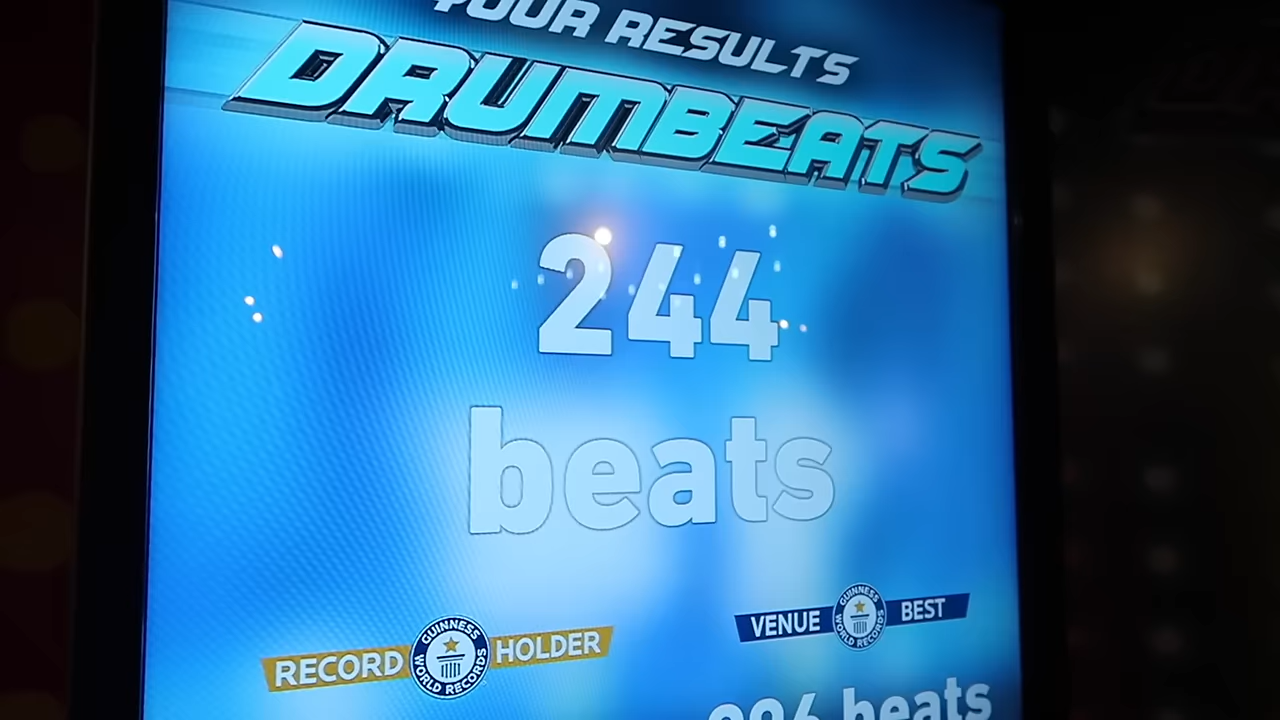 YOUR RESULTS
DRUMBEATS
244
beats
RECORD GUINNESS WORLD RECORDS HOLDER
VENUE GUINNESS WORLD RECORDS BEST
beats